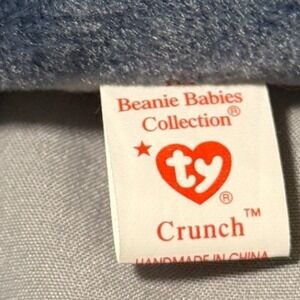 Beanie Babies
Collection®
ty®
Crunch™
HANDMADE IN CHINA